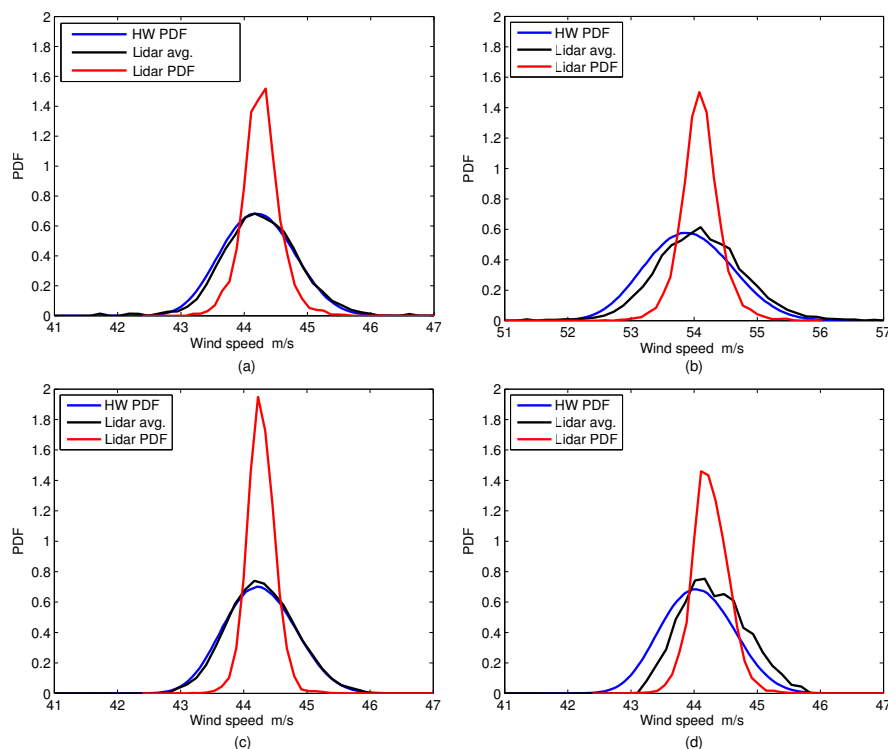 HW PDF
Lidar avg.
Lidar PDF
PDF
2
1.8
1.6
1.4
1.2
1
0.8
0.6
0.4
0.2
0
41 42 43 44 45 46 47
Wind speed m/s
(a)
HW PDF
Lidar avg.
Lidar PDF
PDF
2
1.8
1.6
1.4
1.2
1
0.8
0.6
0.4
0.2
0
51 52 53 54 55 56 57
Wind speed m/s
(b)
HW PDF
Lidar avg.
Lidar PDF
PDF
2
1.8
1.6
1.4
1.2
1
0.8
0.6
0.4
0.2
0
41 42 43 44 45 46 47
Wind speed m/s
(c)
HW PDF
Lidar avg.
Lidar PDF
PDF
2
1.8
1.6
1.4
1.2
1
0.8
0.6
0.4
0.2
0
41 42 43 44 45 46 47
Wind speed m/s
(d)